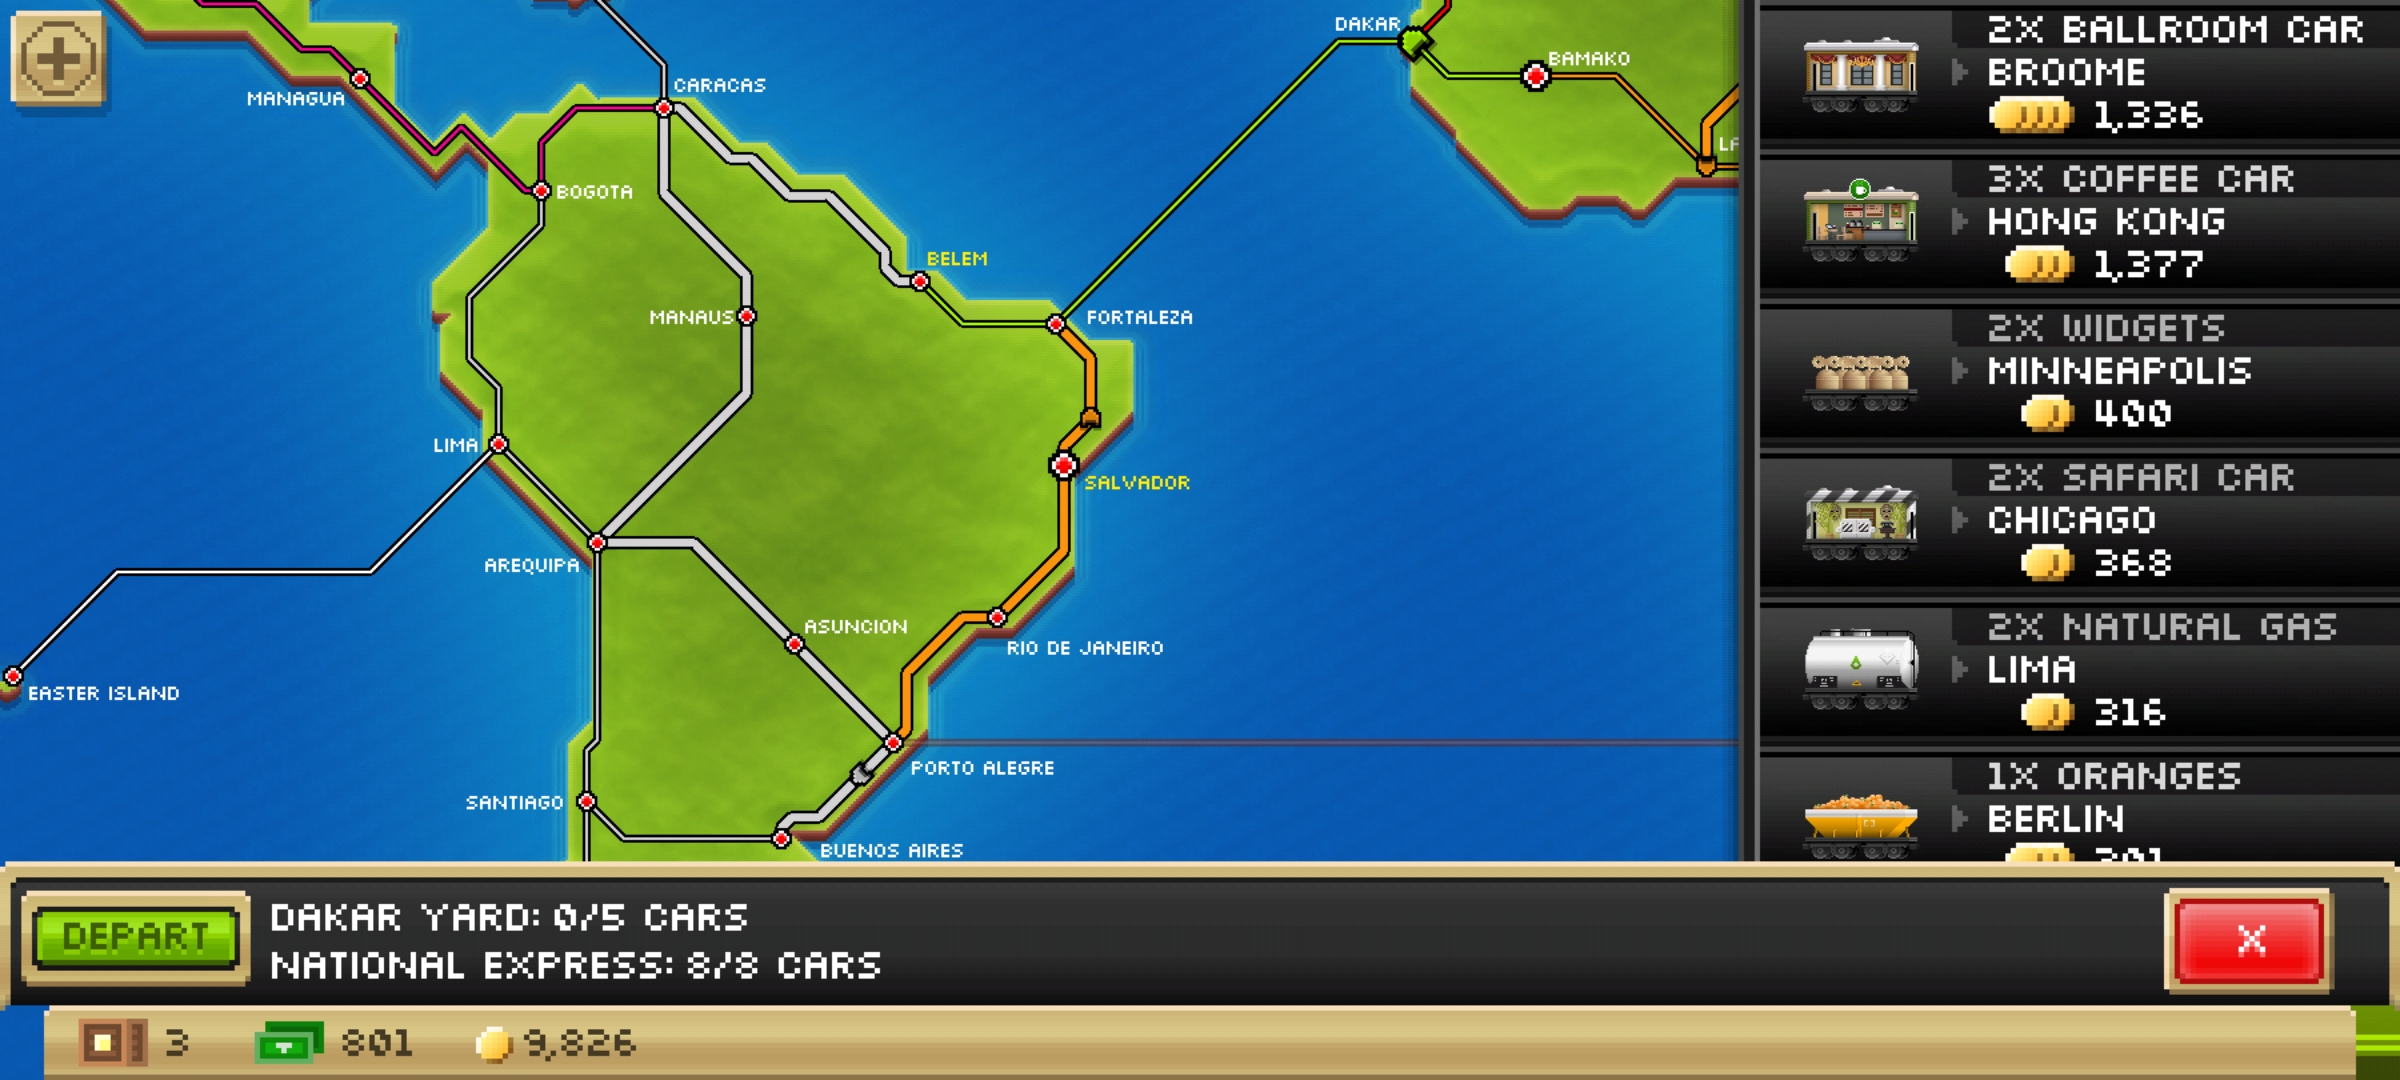 DAKAR
BAMAKO
CARACAS
MANAGUA
BOGOTA
BELEM
MANAUS
FORTALEZA
LIMA
SALVADOR
AREQUIPA
ASUNCION
RIO DE JANEIRO
EASTER ISLAND
PORTO ALEGRE
SANTIAGO
BUENOS AIRES
2X BALLROOM CAR
BROOME
1,336
3X COFFEE CAR
HONG KONG
1,377
2X WIDGETS
MINNEAPOLIS
400
2X SAFARI CAR
CHICAGO
368
2X NATURAL GAS
LIMA
316
1X ORANGES
BERLIN
DEPART
DAKAR YARD: 0/5 CARS
NATIONAL EXPRESS: 8/8 CARS
X
3
801
9,826